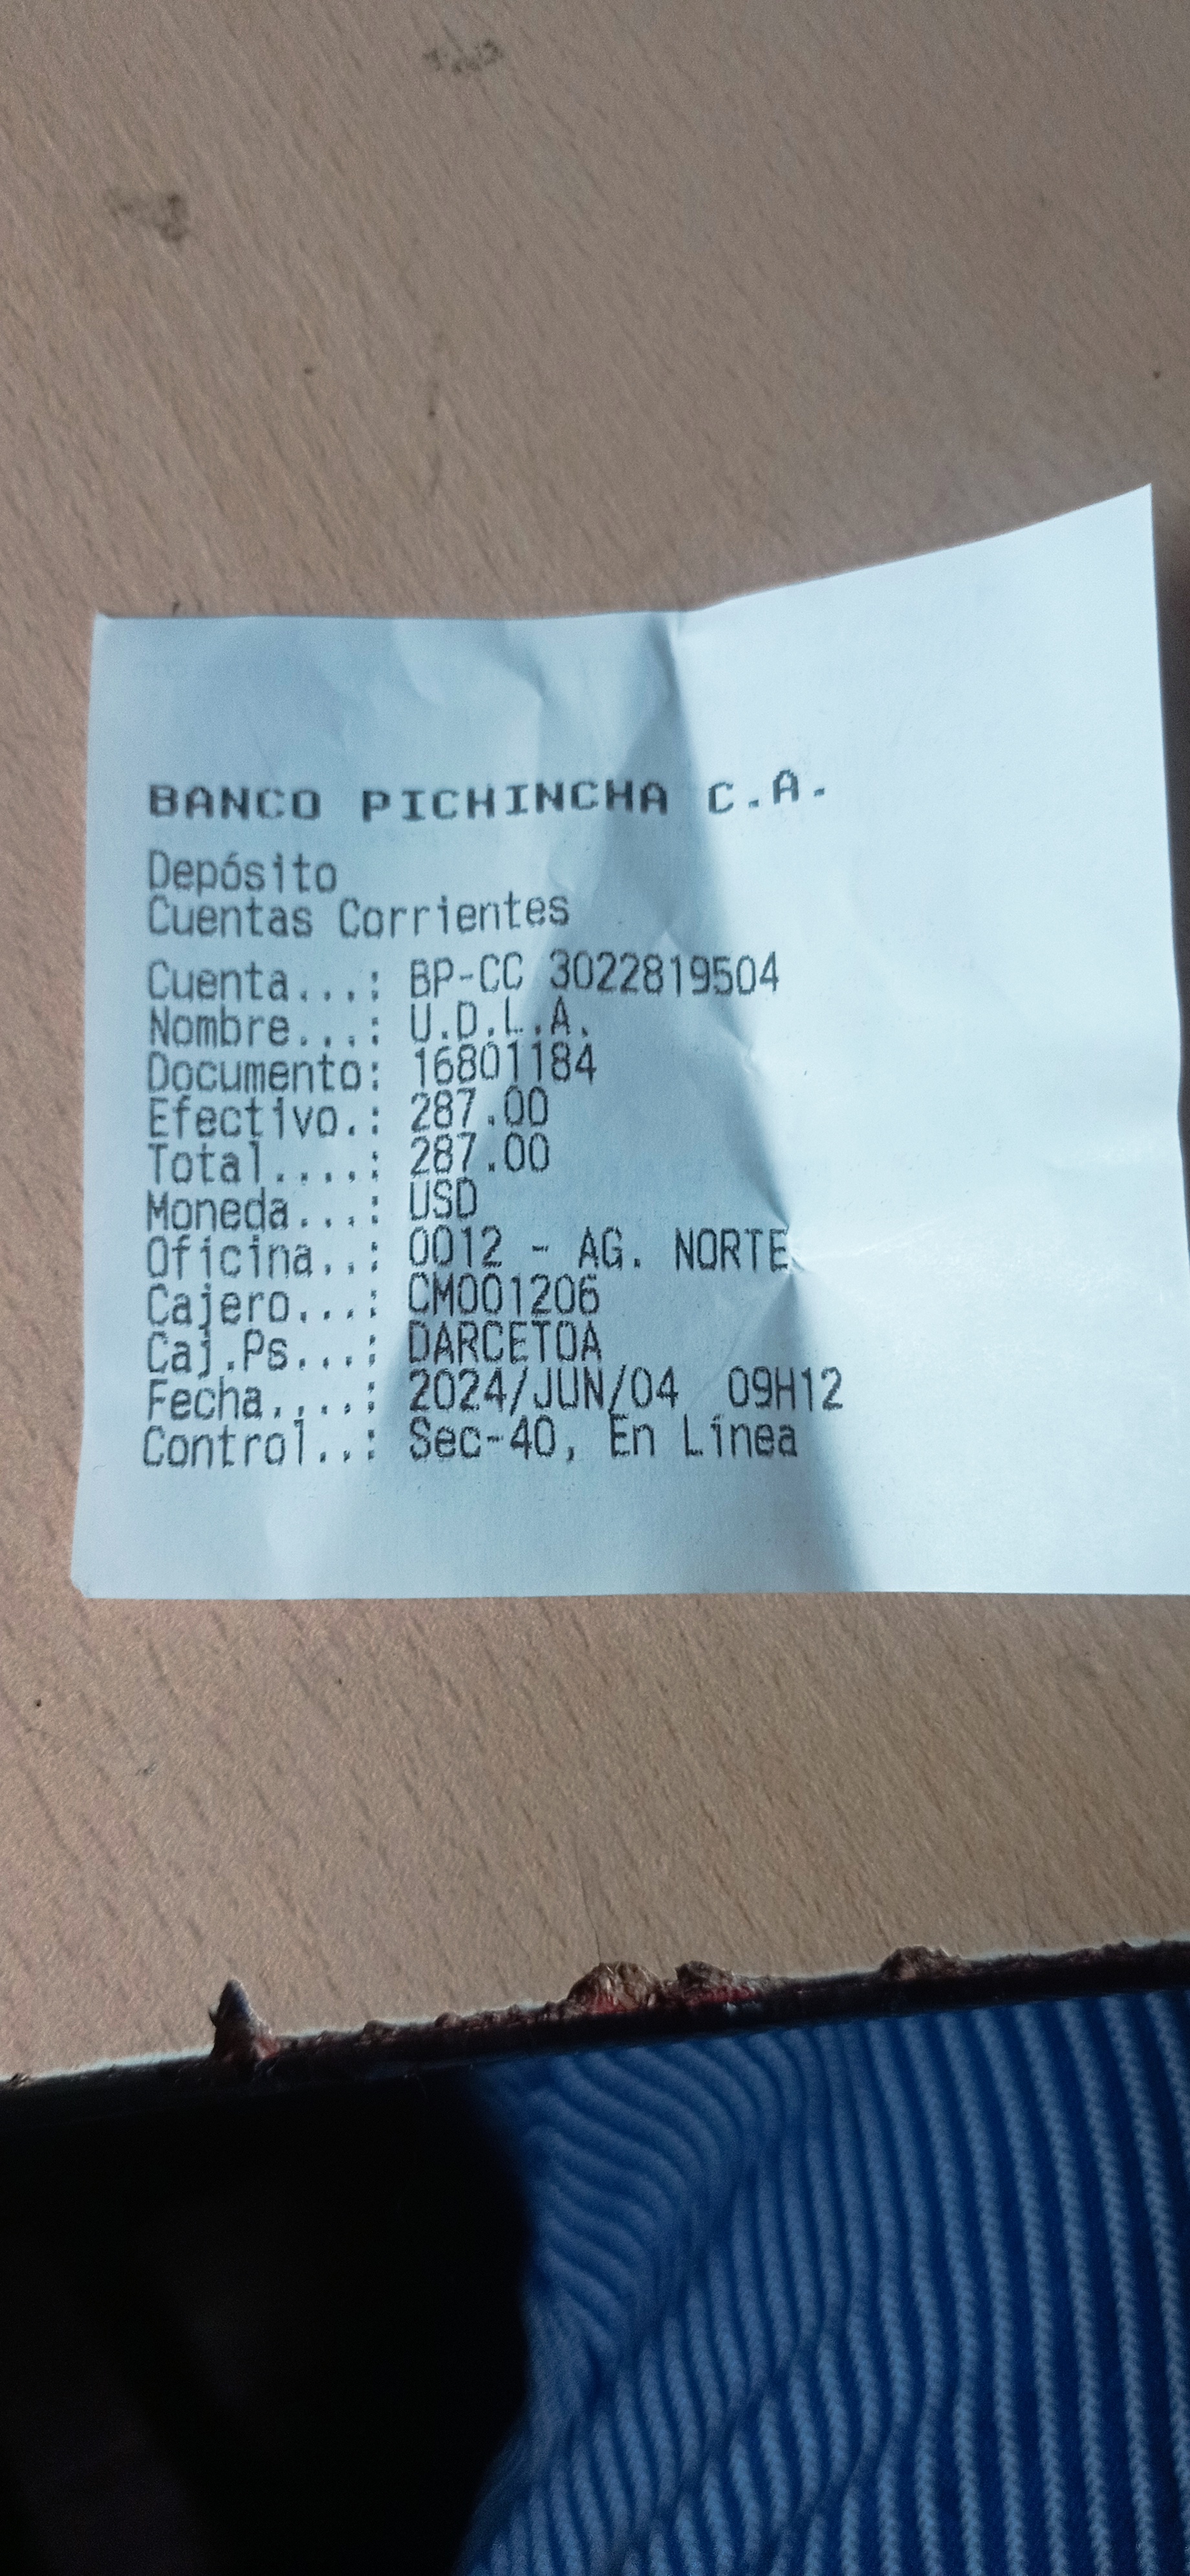 BANCO PICHINCHA C.A.
Depósito
Cuentas Corrientes
Cuenta...: BP-CC 3022819504
Nombre...: U.D.L.A.
Documento: 16801184
Efectivo.: 287.00
Total....: 287.00
Moneda...: USD
Oficina..: 0012 - AG. NORTE
Cajero...: CM001206
Caj.Ps...: DARCETOA
Fecha....: 2024/JUN/04 09H12
Control..: Sec-40, En Línea